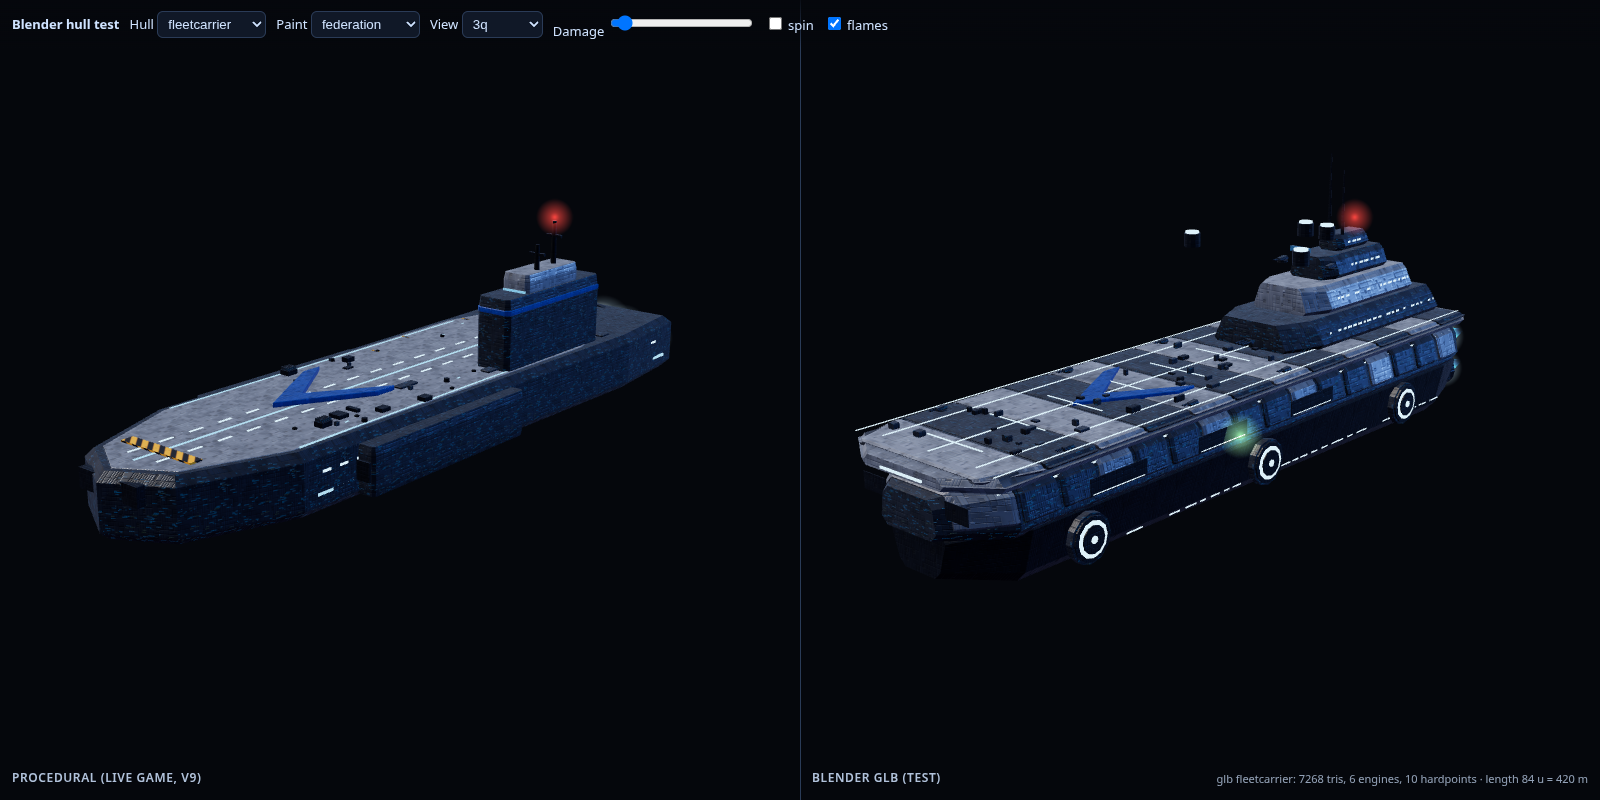 Blender hull test Hull fleetcarrier Paint federation View 3q Damage spin flames
PROCEDURAL (LIVE GAME, V9)
BLENDER GLB (TEST)
glb fleetcarrier: 7268 tris, 6 engines, 10 hardpoints · length 84 u = 420 m